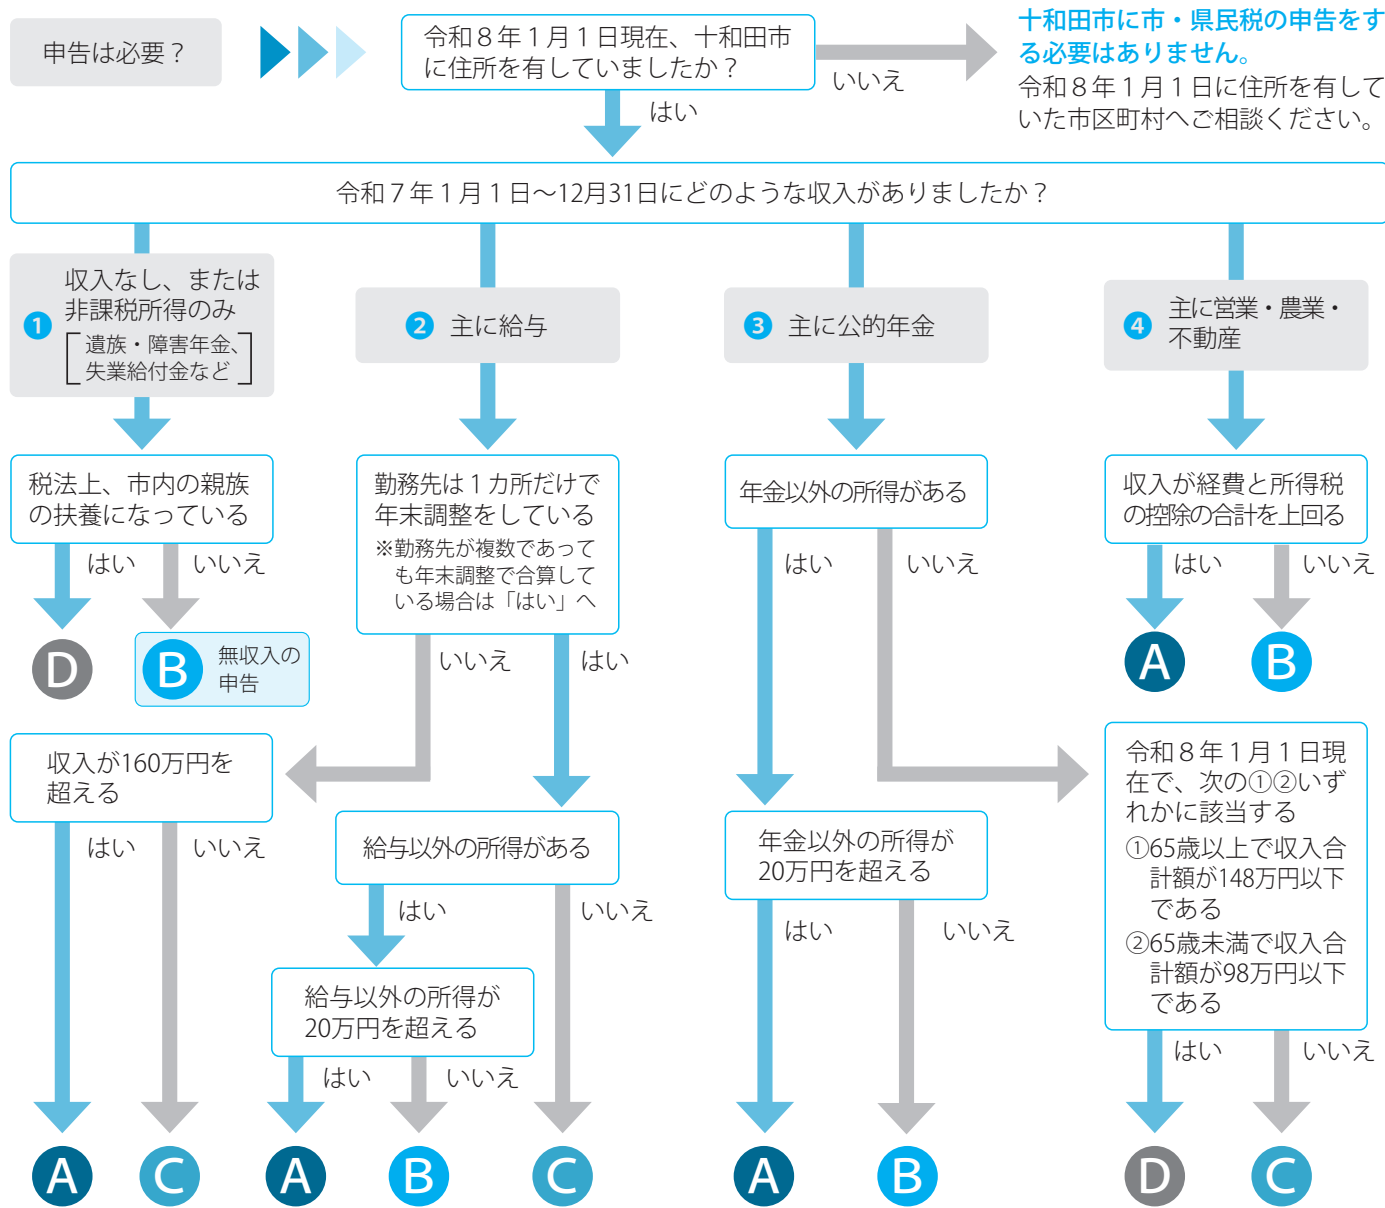 申告は必要？
令和８年１月１日現在、十和田市
に住所を有していましたか？
いいえ
はい
十和田市に市・県民税の申告をす
る必要はありません。
令和８年１月１日に住所を有して
いた市区町村へご相談ください。
令和７年１月１日〜12月31日にどのような収入がありましたか？
❶
収入なし、または
非課税所得のみ
遺族・障害年金、
失業給付金など
❷ 主に給与
❸ 主に公的年金
❹
主に営業・農業・
不動産
税法上、市内の親族
の扶養になっている
はい
いいえ
D
B
無収入の
申告
勤務先は１カ所だけで
年末調整をしている
※勤務先が複数であって
も年末調整で合算して
いる場合は「はい」へ
いいえ
はい
年金以外の所得がある
はい
いいえ
収入が経費と所得税
の控除の合計を上回る
はい
いいえ
A
B
収入が160万円を
超える
はい
いいえ
給与以外の所得がある
はい
いいえ
給与以外の所得が
20万円を超える
はい
いいえ
年金以外の所得が
20万円を超える
はい
いいえ
令和８年１月１日現
在で、次の①②いず
れかに該当する
①65歳以上で収入合
計額が148万円以下
である
②65歳未満で収入合
計額が98万円以下
である
はい
いいえ
A
C
A
B
C
A
B
D
C